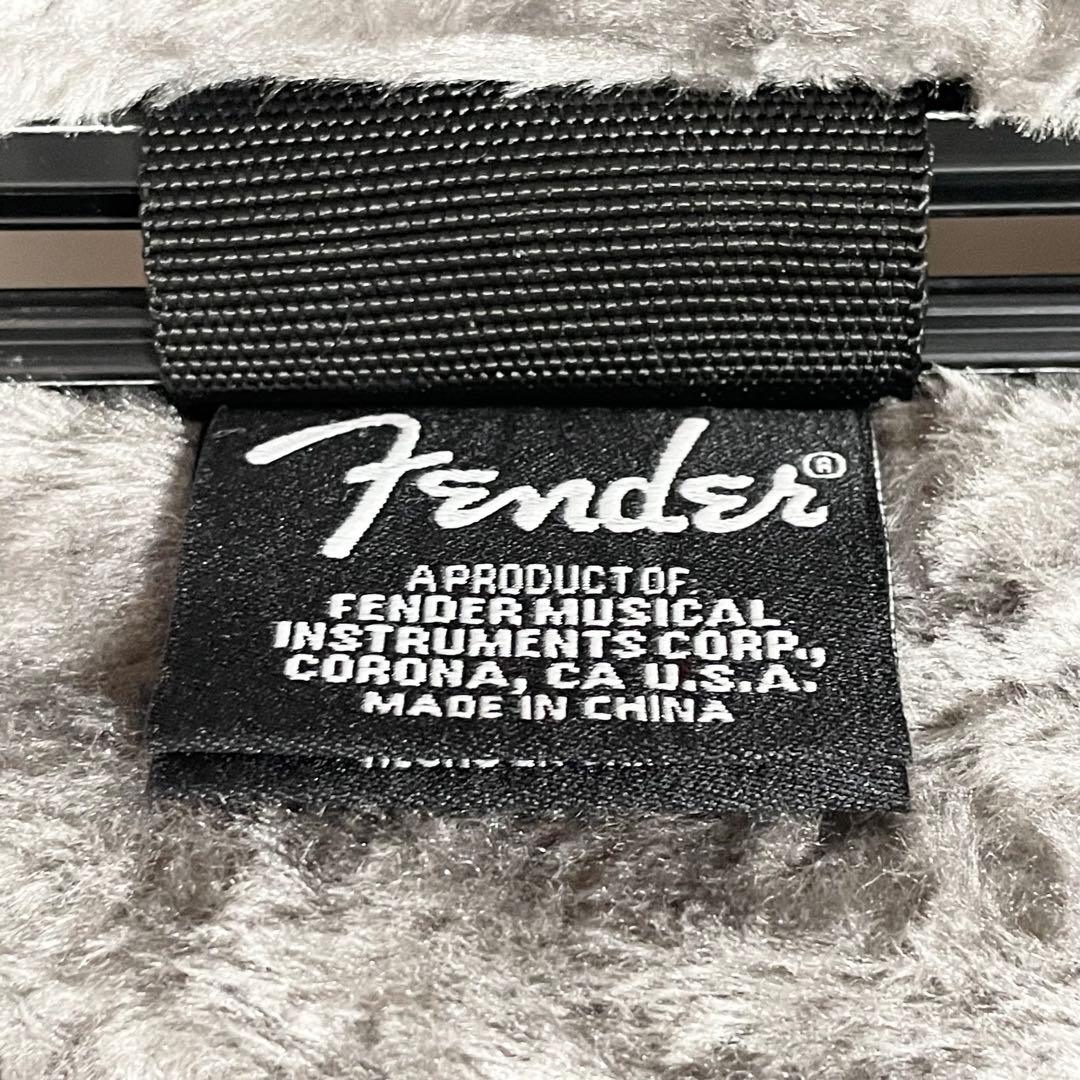 Fender®
A PRODUCT OF
FENDER MUSICAL
INSTRUMENTS CORP.,
CORONA, CA U.S.A.
MADE IN CHINA